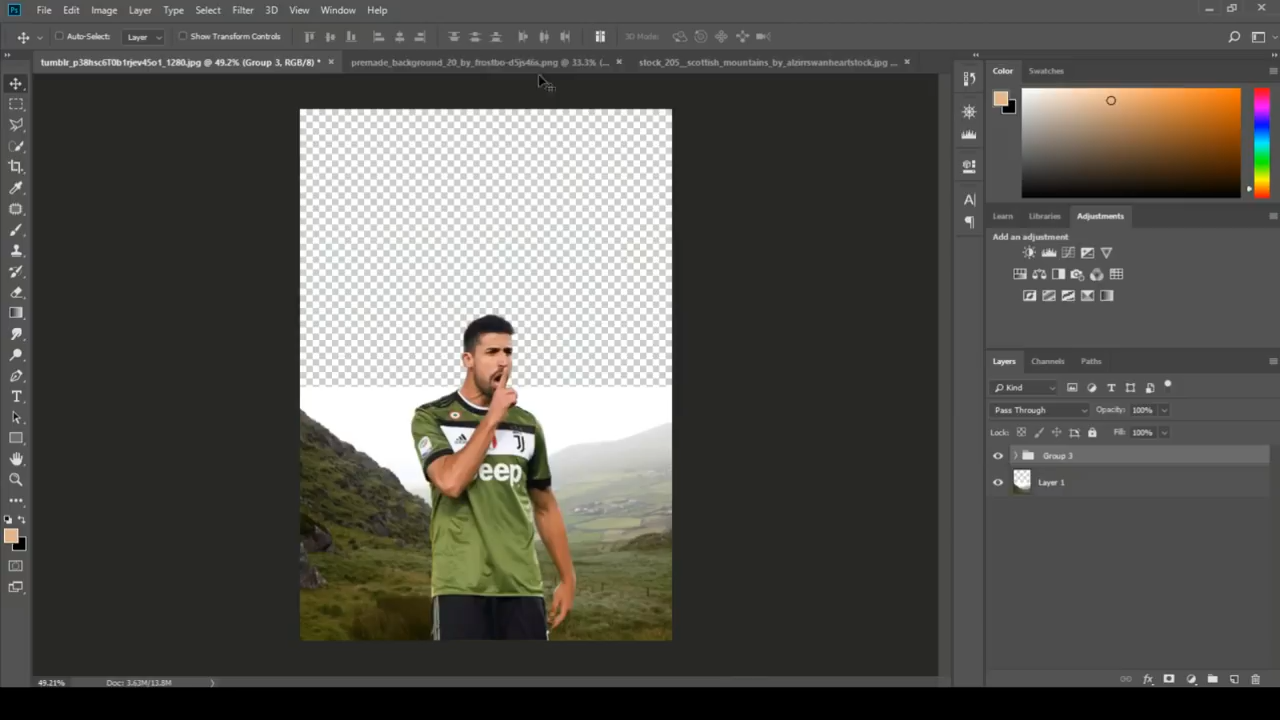 Ps File Edit Image Layer Type Select Filter 3D View Window Help
Auto-Select: Layer Show Transform Controls 3D Mode:
tumblr_p38hsc6T0b1rjev45o1_1280.jpg @ 49.2% (Group 3, RGB/8) * × premade_background_20_by_frostbo-d5js46s.png @ 33.3% (... × stock_205__scottish_mountains_by_alzirrswanheartstock.jpg ... ×
Color Swatches
Learn Libraries Adjustments
Add an adjustment
Layers Channels Paths
Kind
Pass Through Opacity: 100%
Lock: Fill: 100%
Group 3
Layer 1
Jeep
49.21% Doc: 3.63M/13.8M